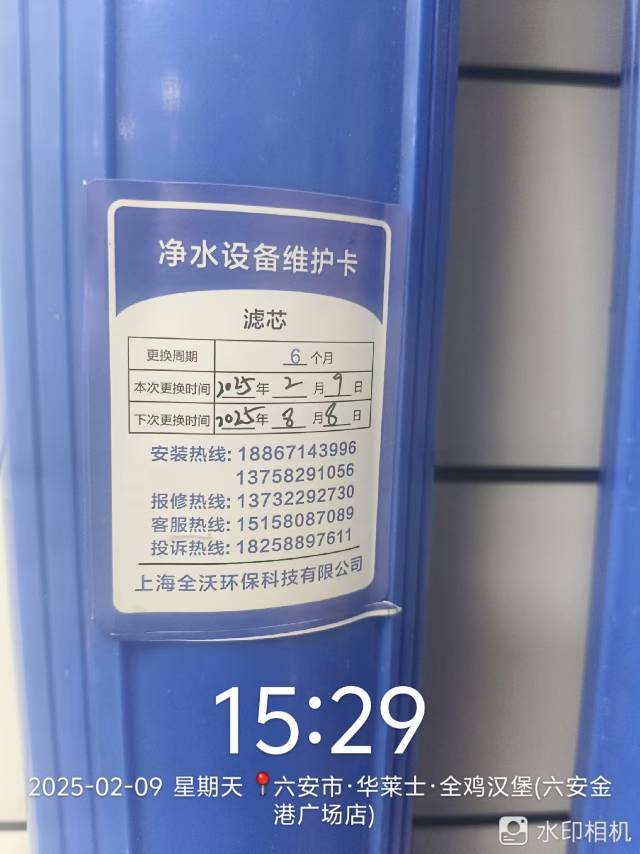 净水设备维护卡
滤芯
更换周期 6 个月
本次更换时间 2025 年 2 月 9 日
下次更换时间 2025 年 8 月 8 日
安装热线: 18867143996
13758291056
报修热线: 13732292730
客服热线: 15158087089
投诉热线: 18258897611
上海全沃环保科技有限公司
15:29
2025-02-09 星期天 六安市·华莱士·全鸡汉堡(六安金
港广场店)
水印相机